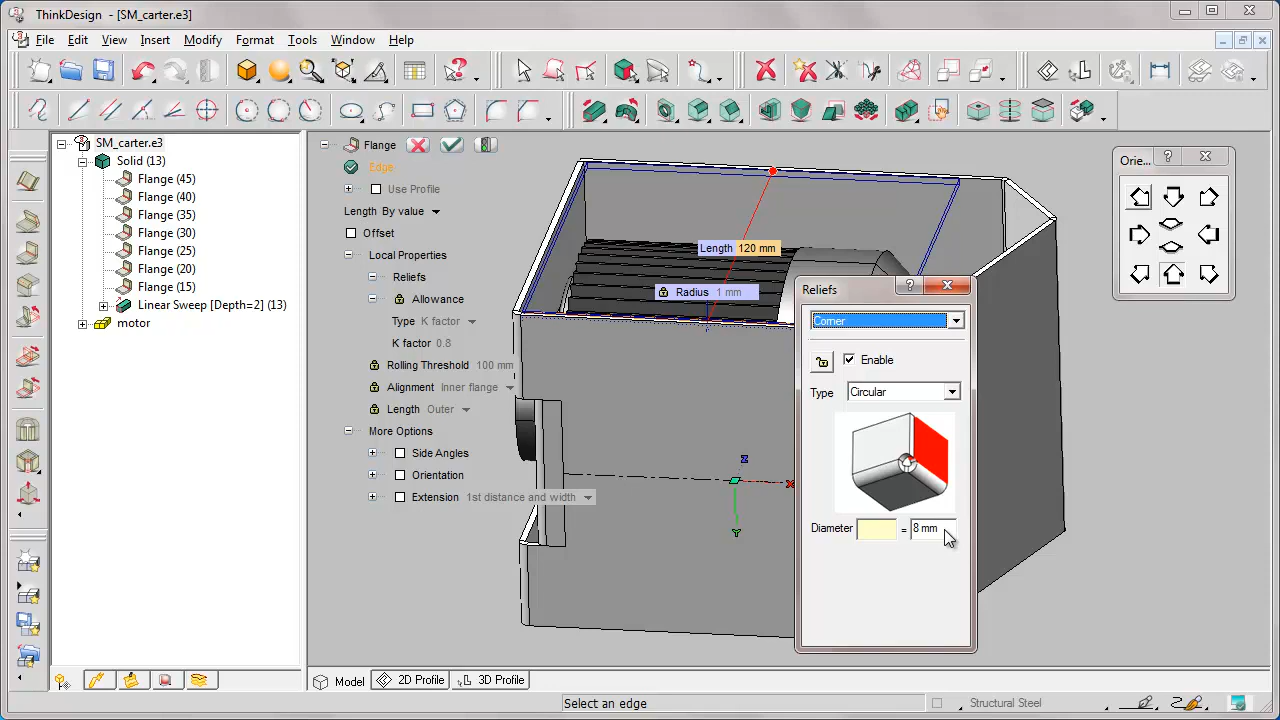 ThinkDesign - [SM_carter.e3]
File Edit View Insert Modify Format Tools Window Help
SM_carter.e3
Solid (13)
Flange (45)
Flange (40)
Flange (35)
Flange (30)
Flange (25)
Flange (20)
Flange (15)
Linear Sweep [Depth=2] (13)
motor
Flange
Edge
Use Profile
Length By value
Offset
Local Properties
Reliefs
Allowance
Type K factor
K factor 0.8
Rolling Threshold 100 mm
Alignment Inner flange
Length Outer
More Options
Side Angles
Orientation
Extension 1st distance and width
Length 120 mm
Radius 1 mm
Z
X
Y
Reliefs
Corner
Enable
Type Circular
Diameter = 8 mm
Orie...
Model 2D Profile 3D Profile
Select an edge
Structural Steel